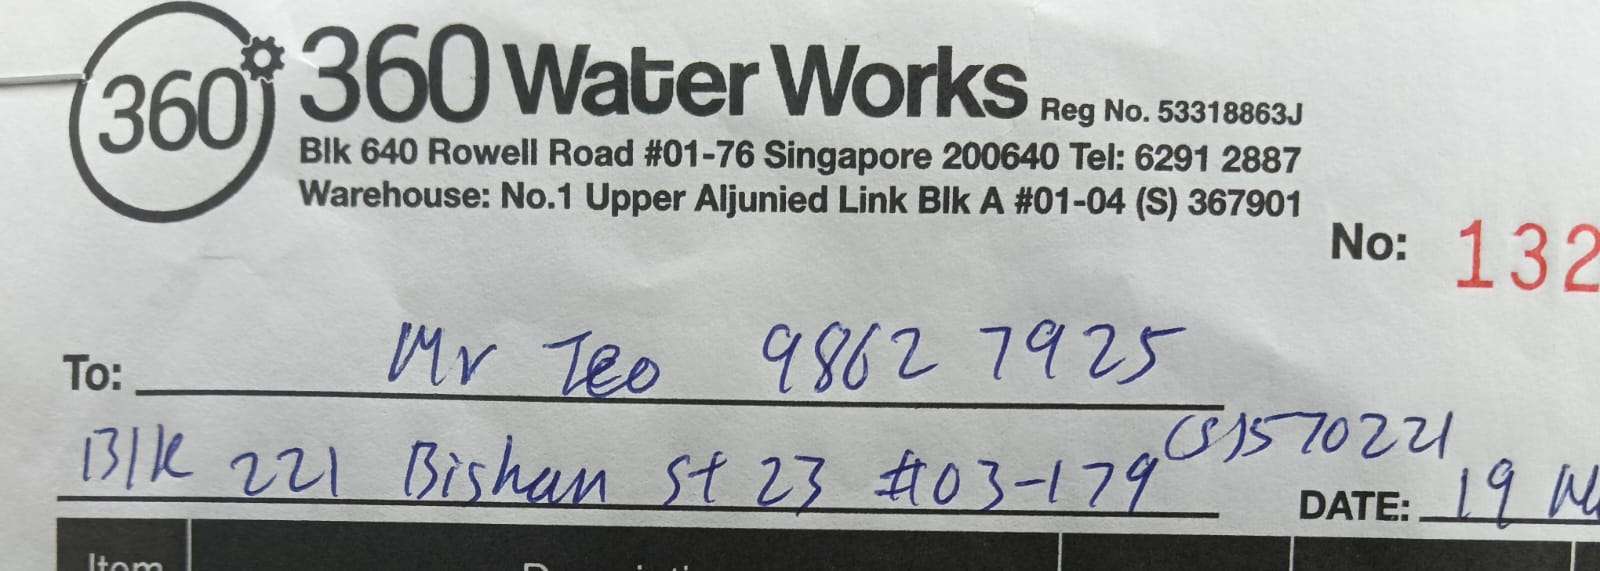 360° 360 Water Works Reg No. 53318863J
Blk 640 Rowell Road #01-76 Singapore 200640 Tel: 6291 2887
Warehouse: No.1 Upper Aljunied Link Blk A #01-04 (S) 367901
No: 132
To: Mr Teo 9862 7925
Blk 221 Bishan St 23 #03-179 (S)570221
DATE: 19
Item